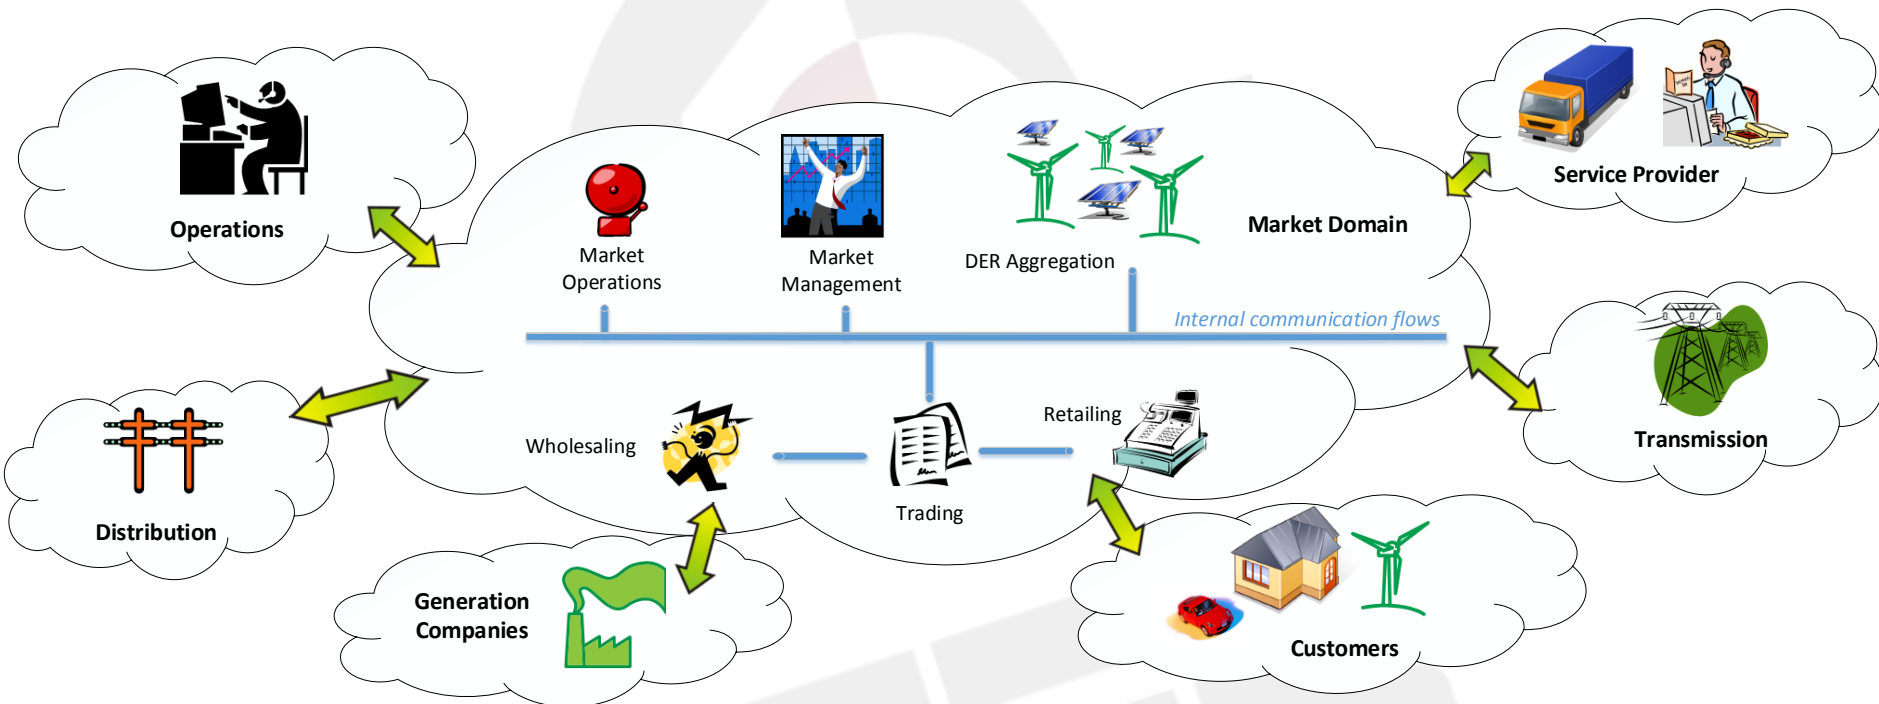 Operations
Market
Operations
Market
Management
DER Aggregation
Market Domain
Service Provider
Internal communication flows
Distribution
Wholesaling
Trading
Retailing
Transmission
Generation
Companies
Customers